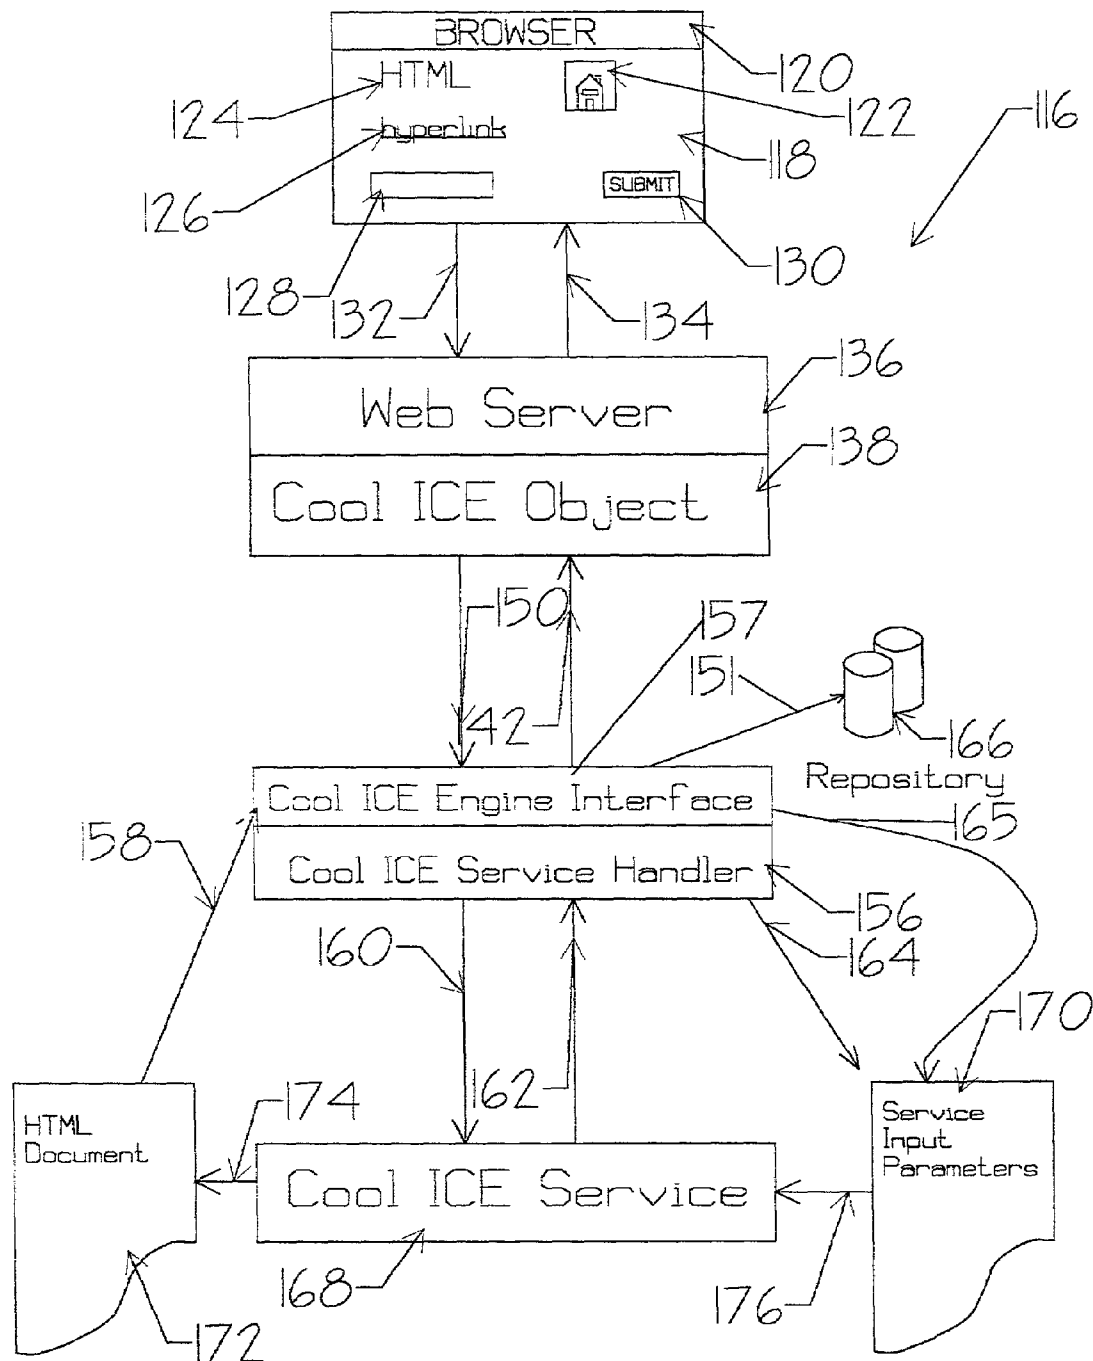 BROWSER
120
HTML
124
122
116
hyperlink
118
126
SUBMIT
130
128
132
134
136
Web Server
138
Cool ICE Object
150
157
151
42
166
Repository
Cool ICE Engine Interface
165
158
Cool ICE Service Handler
156
160
164
170
162
174
HTML
Document
Service
Input
Parameters
Cool ICE Service
168
176
172